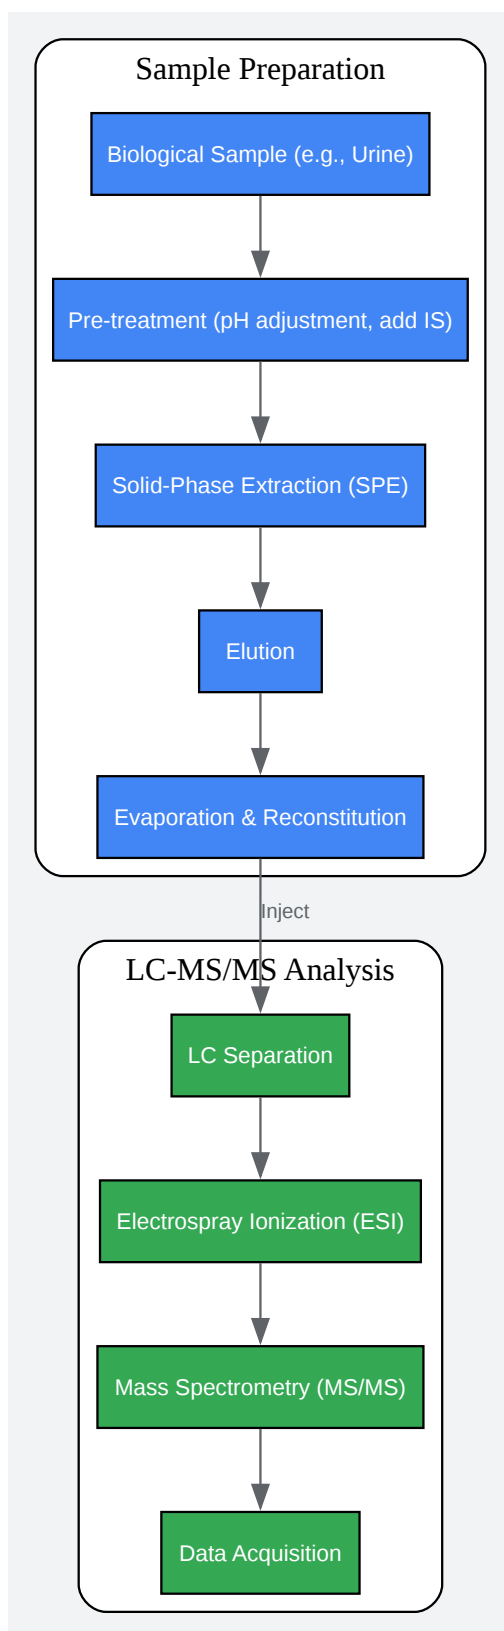 Sample Preparation
Biological Sample (e.g., Urine)
Pre-treatment (pH adjustment, add IS)
Solid-Phase Extraction (SPE)
Elution
Evaporation & Reconstitution
Inject
LC-MS/MS Analysis
LC Separation
Electrospray Ionization (ESI)
Mass Spectrometry (MS/MS)
Data Acquisition